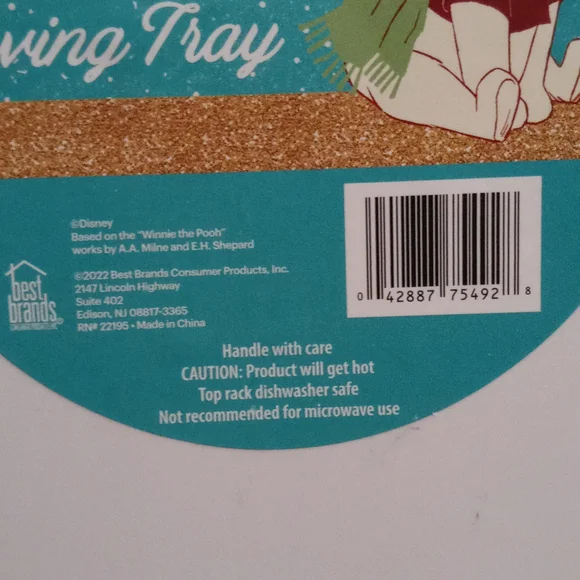 ving Tray
©Disney
Based on the "Winnie the Pooh"
works by A.A. Milne and E.H. Shepard
©2022 Best Brands Consumer Products, Inc.
2147 Lincoln Highway
Suite 402
Edison, NJ 08817-3365
RN# 22195 • Made in China
best
brands
CONSUMER PRODUCTS, INC.
0 42887 75492 8
Handle with care
CAUTION: Product will get hot
Top rack dishwasher safe
Not recommended for microwave use